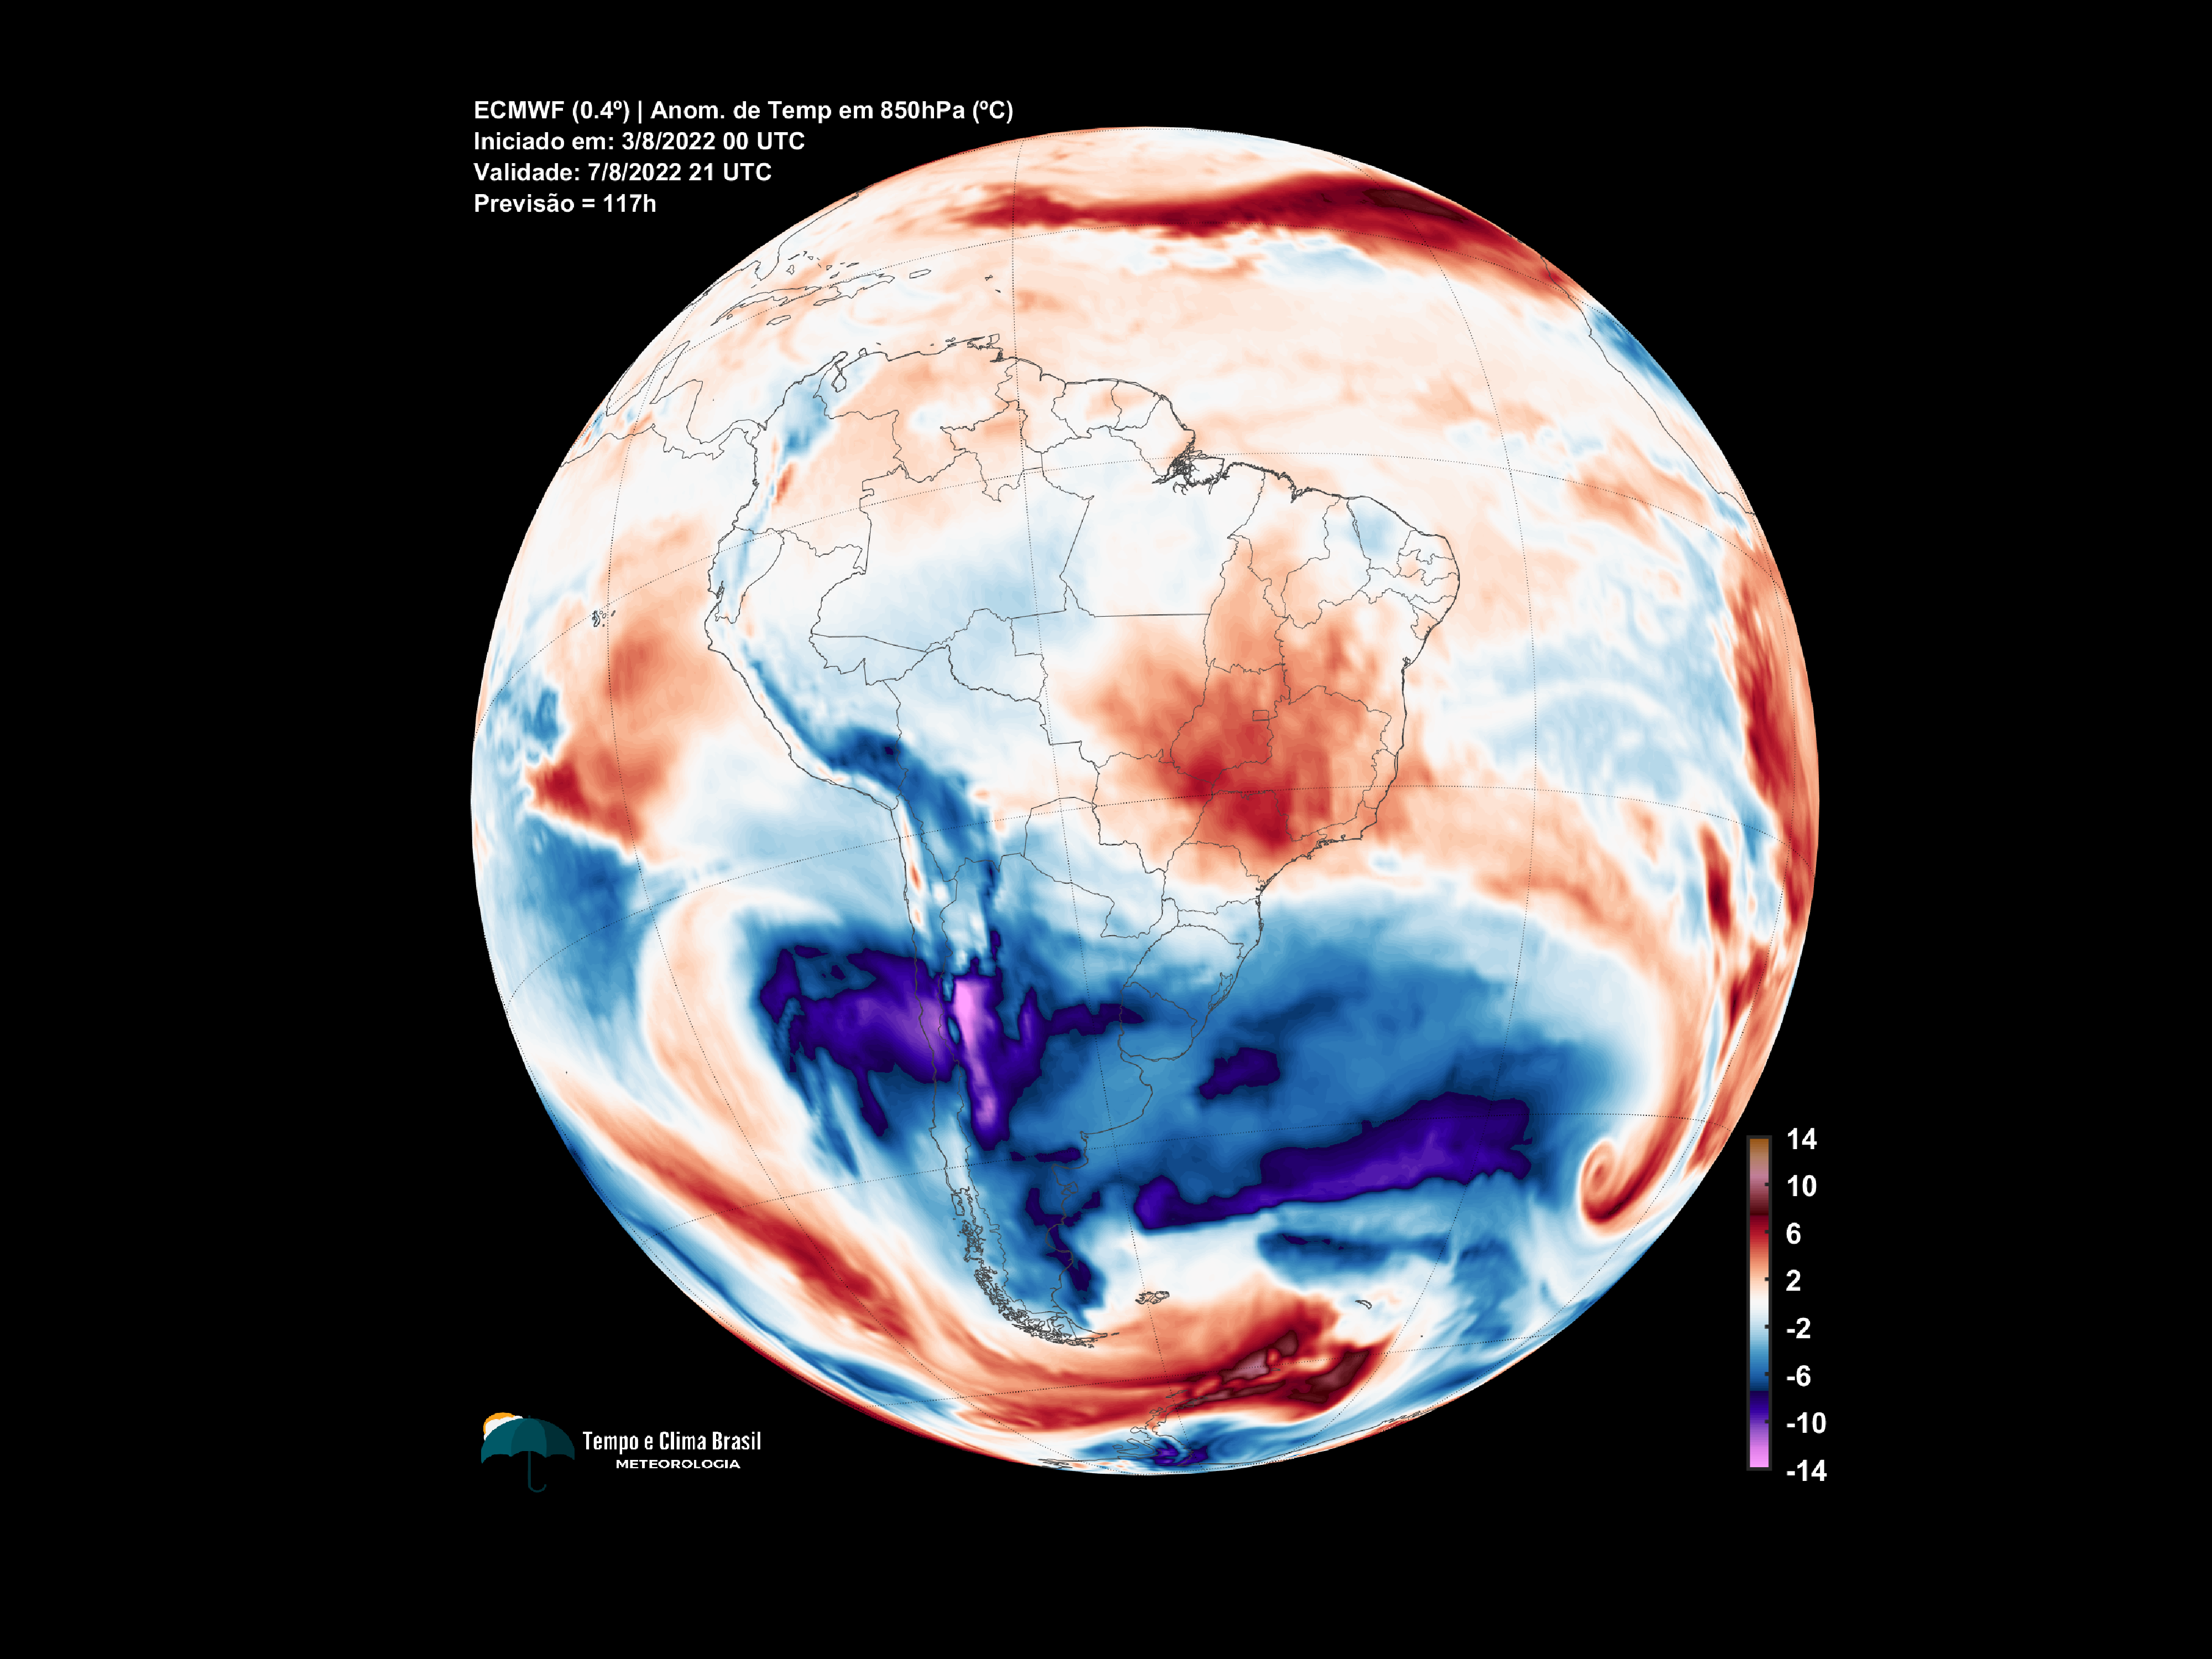 ECMWF (0.4º) | Anom. de Temp em 850hPa (ºC)
Iniciado em: 3/8/2022 00 UTC
Validade: 7/8/2022 21 UTC
Previsão = 117h
14
10
6
2
-2
-6
-10
-14
Tempo e Clima Brasil
METEOROLOGIA